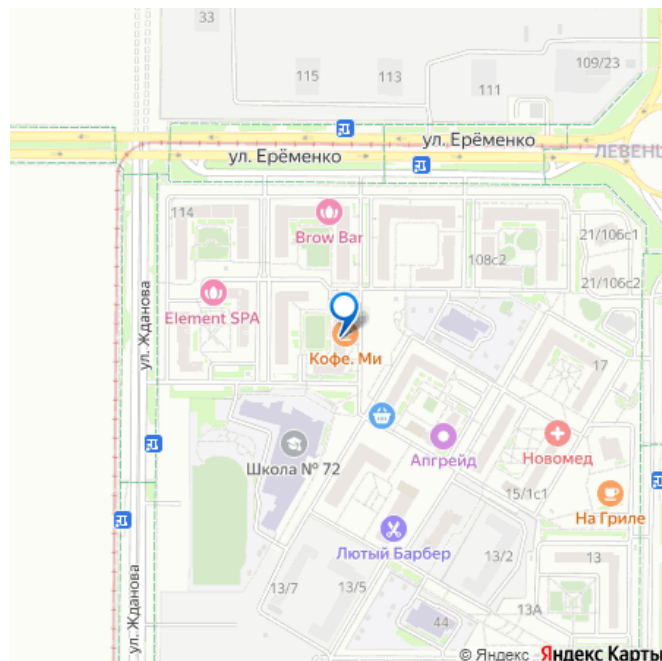 33
115
113
111
109/23
ул. Ерёменко
ул. Ерёменко
ЛЕВЕНЦ
114
Brow Bar
108с2
21/106с1
21/106с2
ул. Жданова
Element SPA
Кофе. Ми
17
Школа № 72
Апгрейд
Новомед
15/1с1
На Гриле
Лютый Барбер
13/2
13
13/7
13/5
13А
44
ул. Жданова
© Яндекс Яндекс Карты